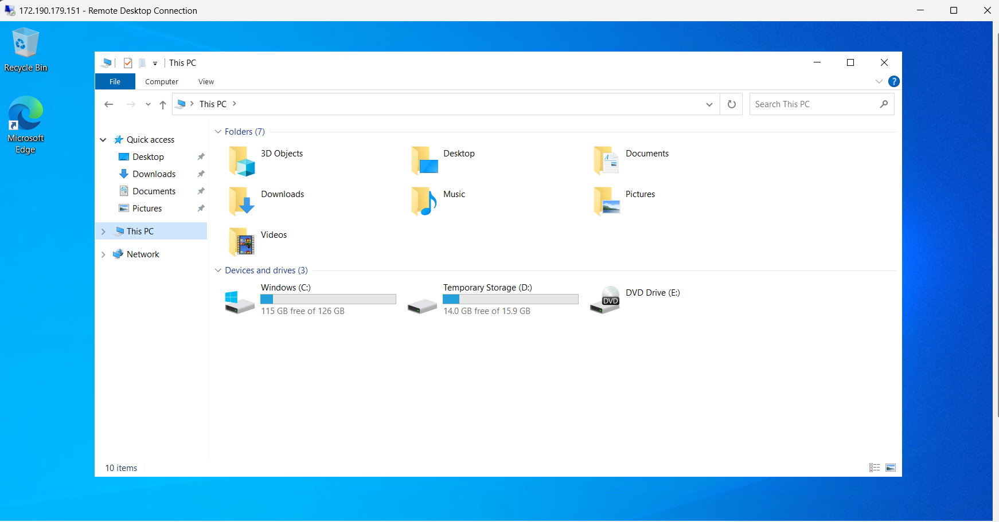 172.190.179.151 - Remote Desktop Connection
Recycle Bin
Microsoft
Edge
This PC
File
Computer
View
?
This PC
Search This PC
Quick access
Desktop
Downloads
Documents
Pictures
This PC
Network
Folders (7)
3D Objects
Desktop
Documents
Downloads
Music
Pictures
Videos
Devices and drives (3)
Windows (C:)
115 GB free of 126 GB
Temporary Storage (D:)
14.0 GB free of 15.9 GB
DVD
DVD Drive (E:)
10 items